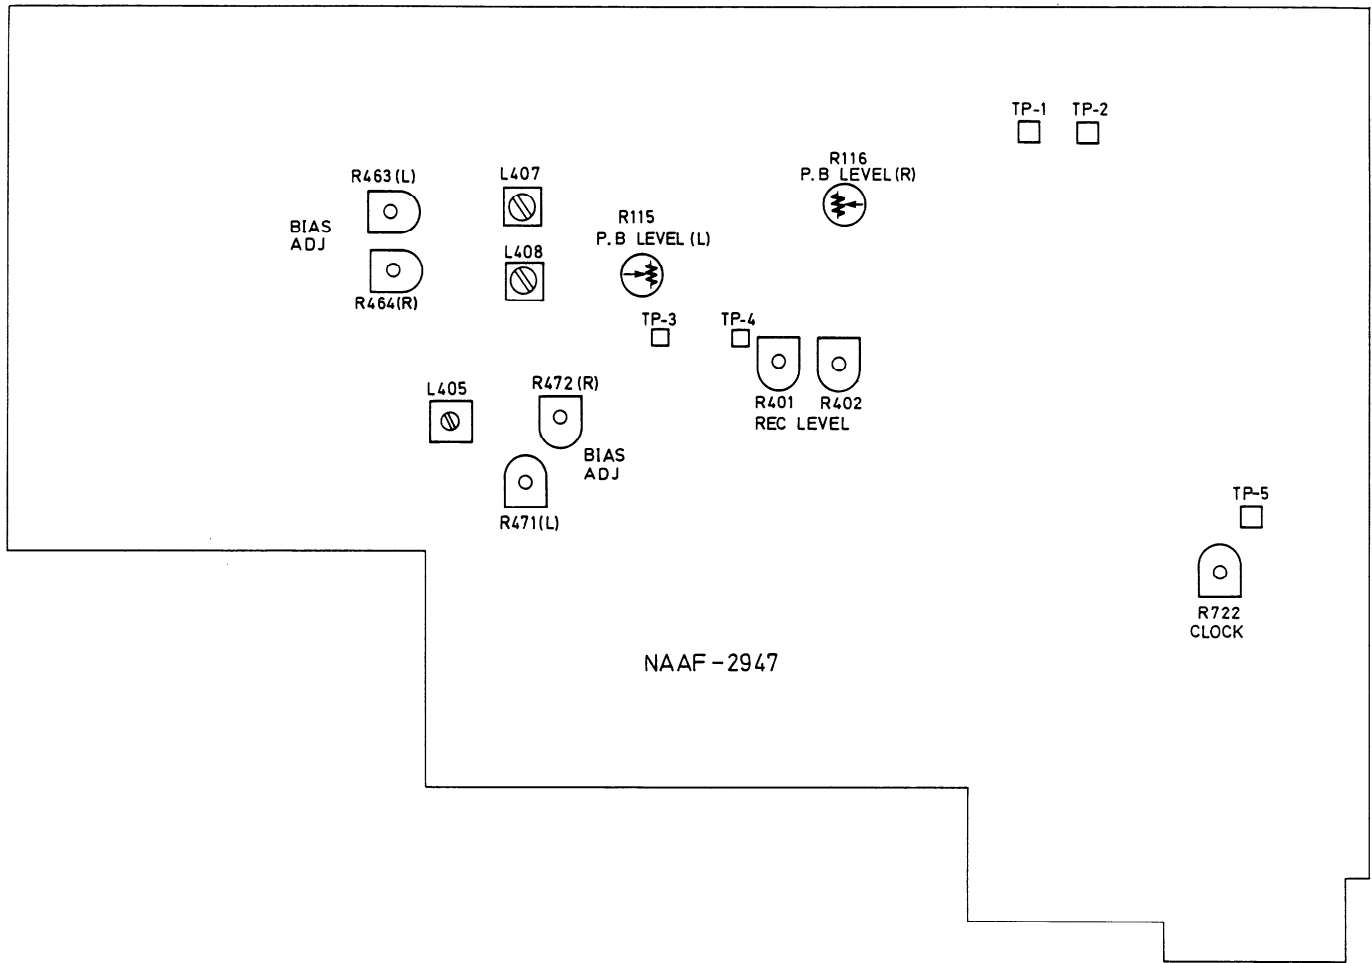 TP-1 TP-2
R116
P.B LEVEL(R)
R463(L)
L407
BIAS
ADJ
R115
P.B LEVEL(L)
L408
R464(R)
TP-3
TP-4
L405
R472(R)
R401 R402
REC LEVEL
BIAS
ADJ
R471(L)
TP-5
R722
CLOCK
NAAF-2947